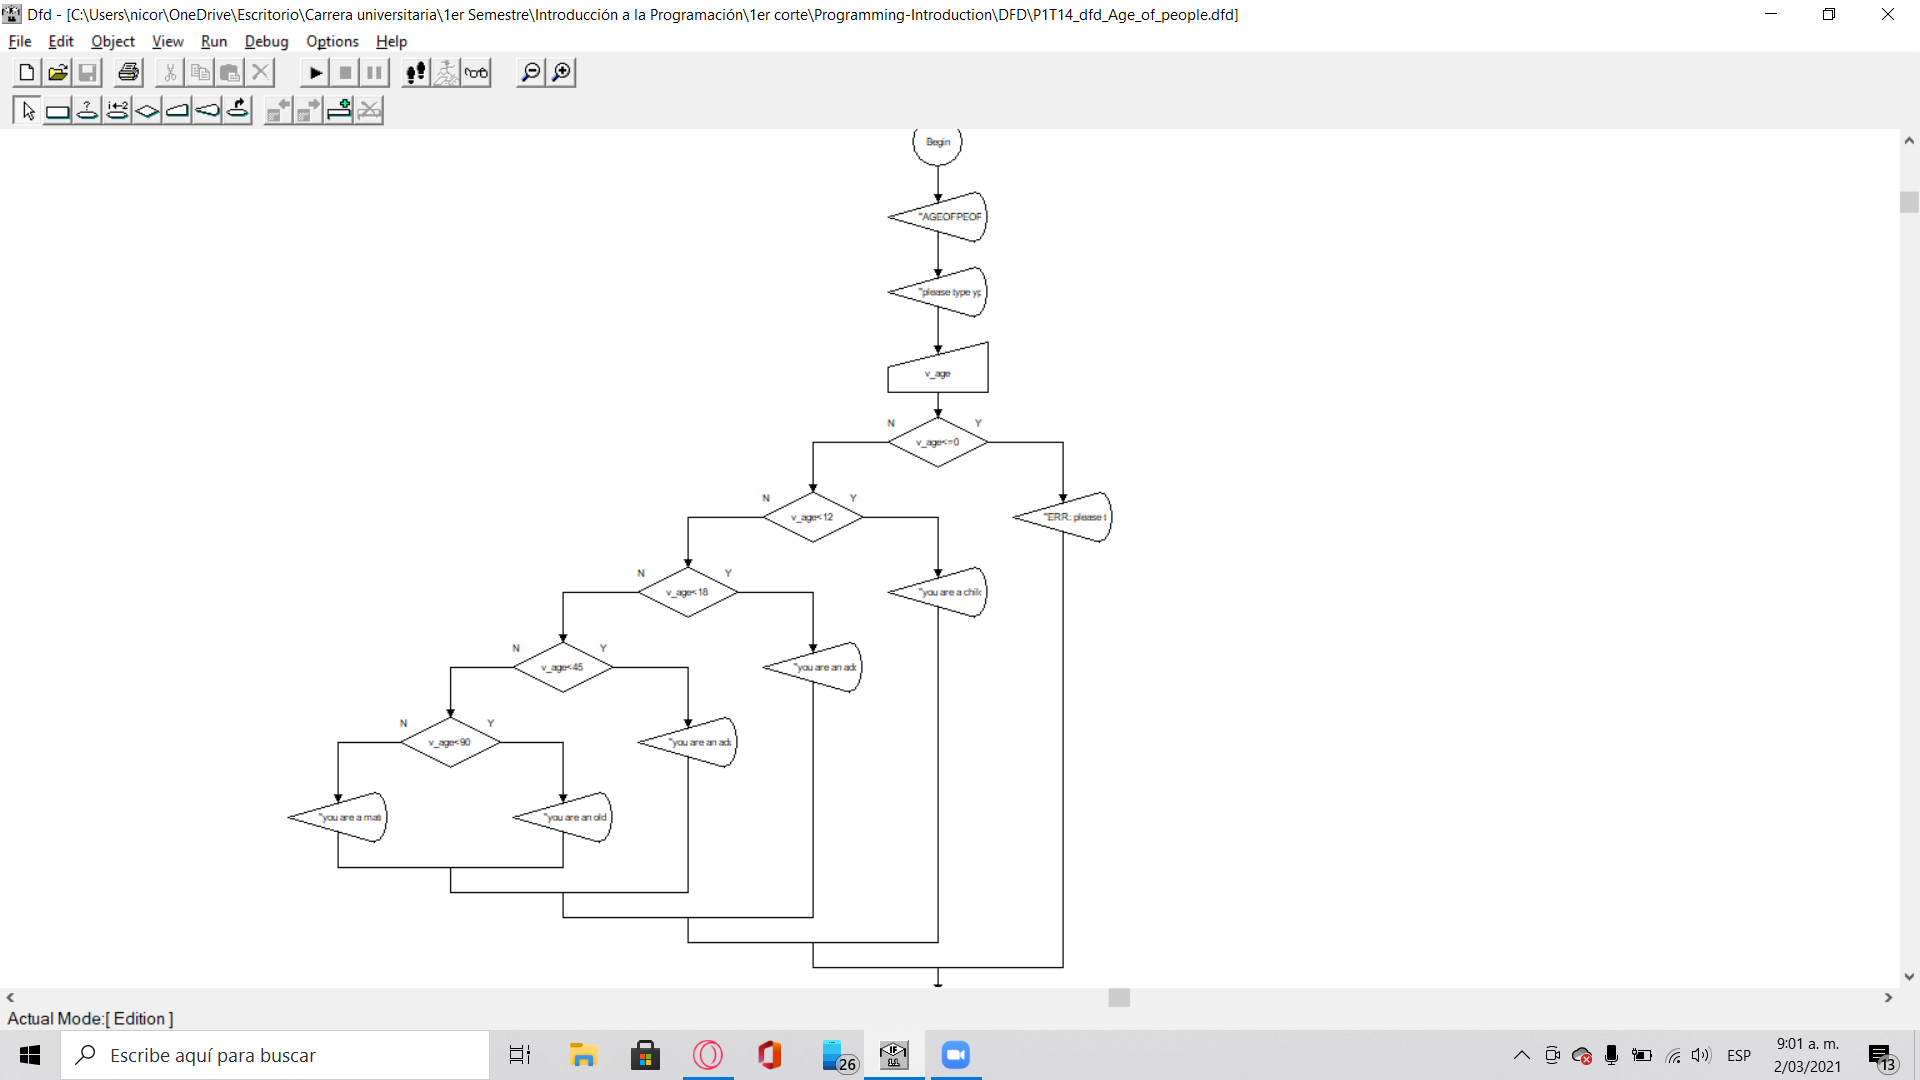 Dfd - [C:\Users\nicor\OneDrive\Escritorio\Carrera universitaria\1er Semestre\Introducción a la Programación\1er corte\Programming-Introduction\DFD\P1T14_dfd_Age_of_people.dfd]
File Edit Object View Run Debug Options Help
Begin
"AGEOFPEOF
"please type yp
v_age
N Y
v_age<=0
N Y
v_age<12
"ERR: please t
N Y
v_age<18
"you are a chilc
N Y
v_age<45
"you are an adc
N Y
v_age<90
"you are an adu
"you are a mat
"you are an old
Actual Mode:[ Edition ]
Escribe aquí para buscar
26
ESP
9:01 a. m.
2/03/2021
13